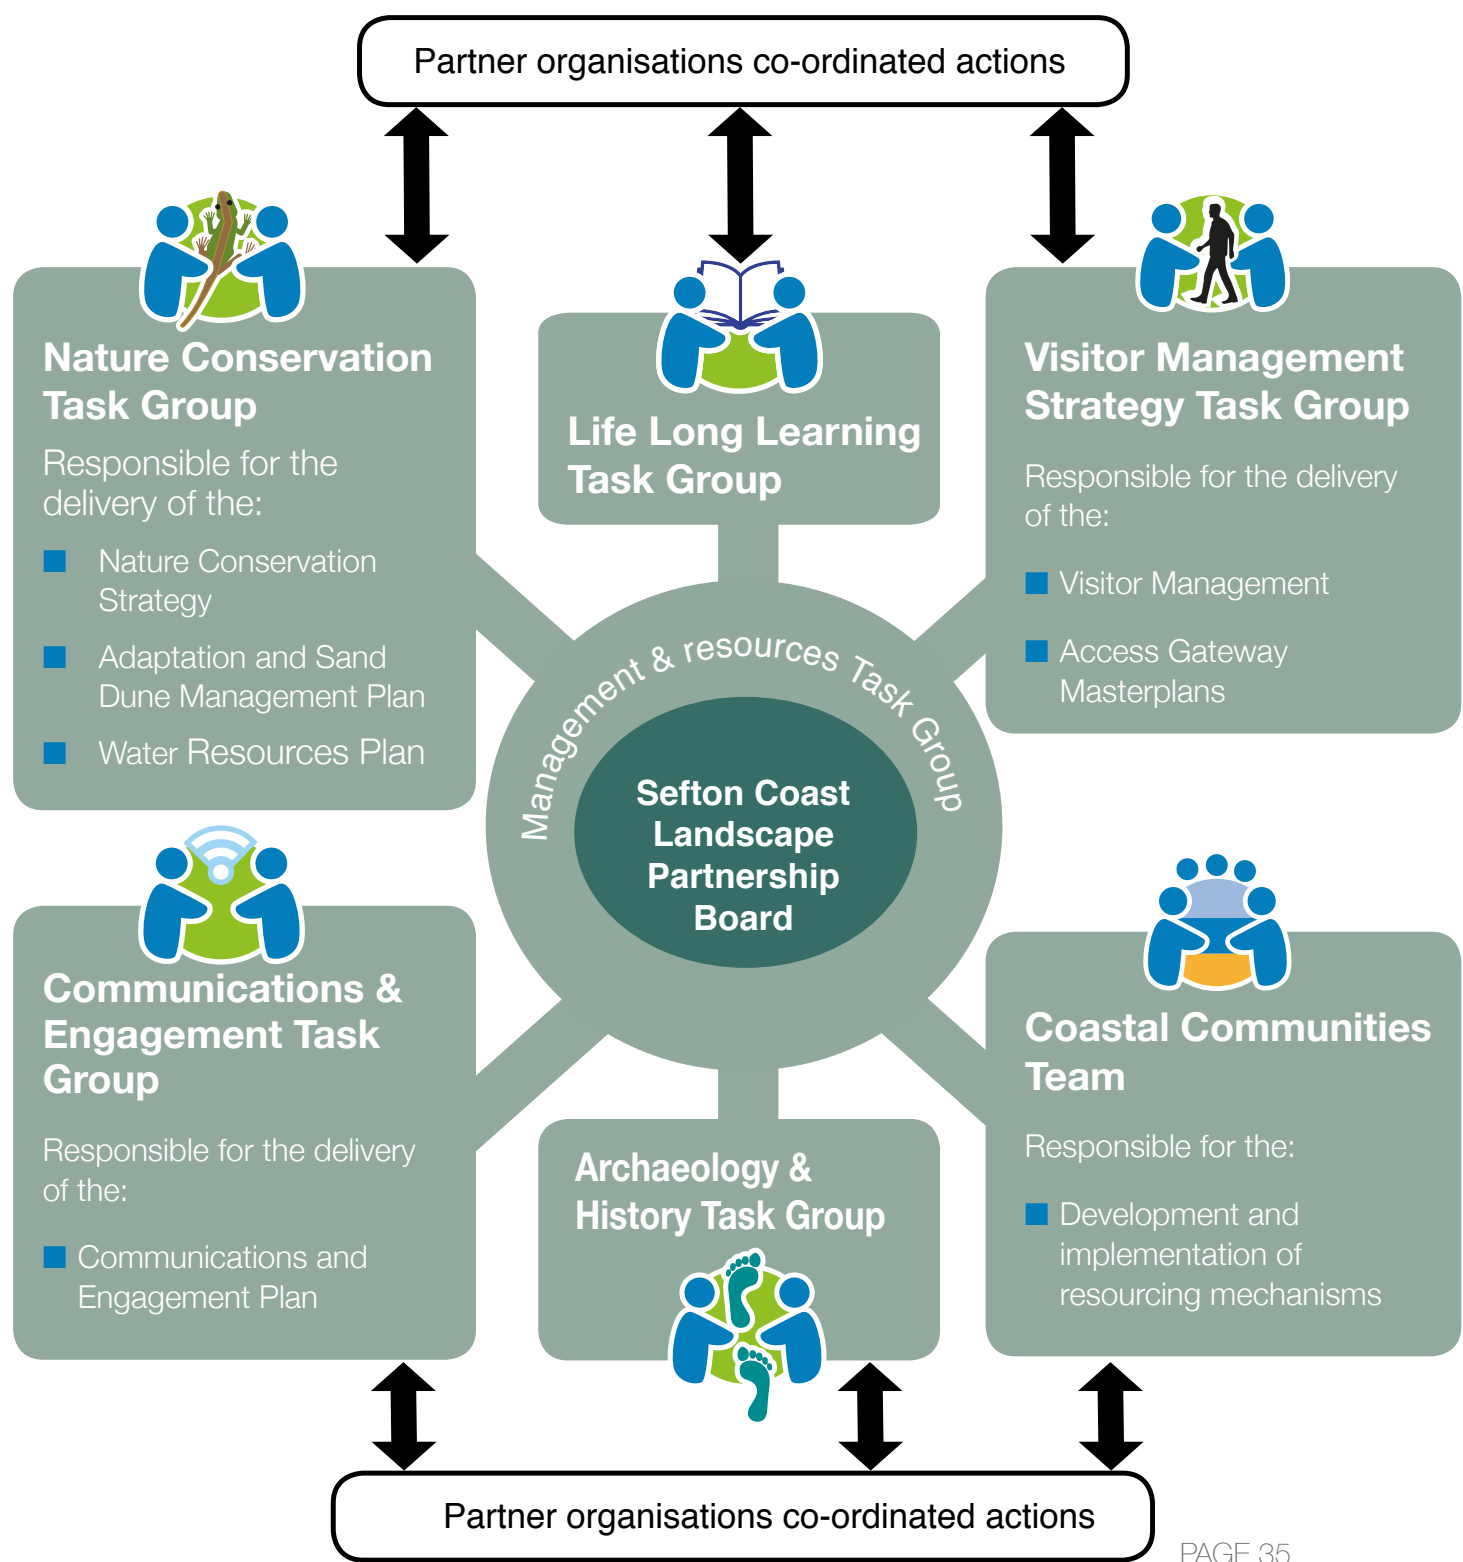 Partner organisations co-ordinated actions
Nature Conservation
Task Group
Responsible for the
delivery of the:
Nature Conservation
Strategy
Adaptation and Sand
Dune Management Plan
Water Resources Plan
Life Long Learning
Task Group
Visitor Management
Strategy Task Group
Responsible for the delivery
of the:
Visitor Management
Access Gateway
Masterplans
Management & resources Task Group
Sefton Coast
Landscape
Partnership
Board
Communications &
Engagement Task
Group
Responsible for the delivery
of the:
Communications and
Engagement Plan
Archaeology &
History Task Group
Coastal Communities
Team
Responsible for the:
Development and
implementation of
resourcing mechanisms
Partner organisations co-ordinated actions
PAGE 35